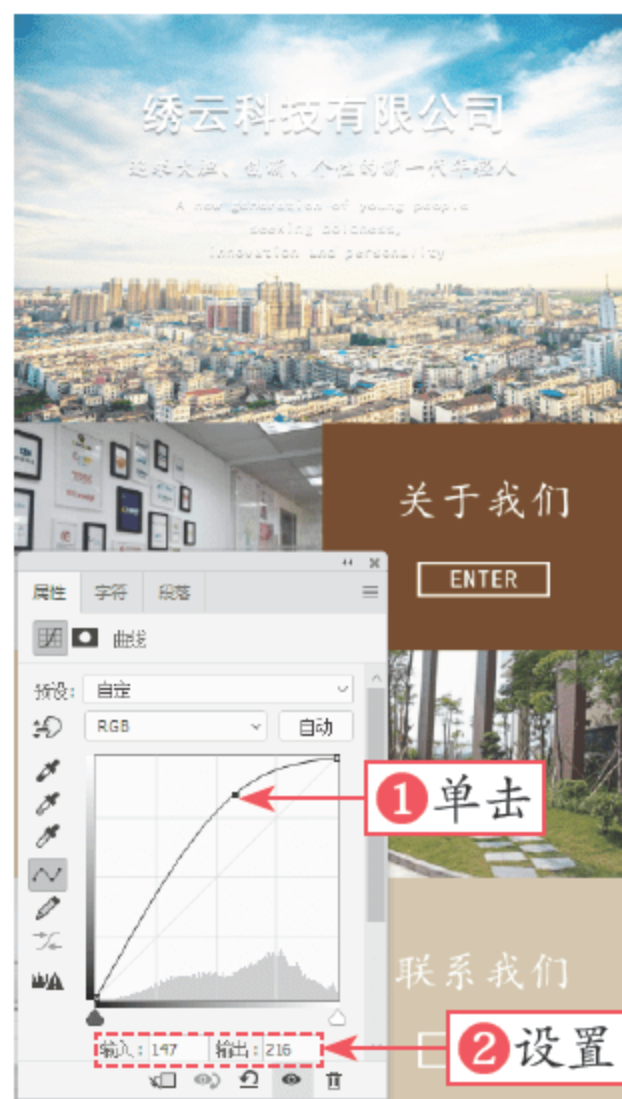 绣云科技有限公司
追求大胆、创新、个性的新一代年轻人
A new generation of young people
seeking boldness,
innovation and personality
关于我们
ENTER
属性 字符 段落
曲线
预设: 自定
RGB 自动
1 单击
联系我们
输入: 147 输出: 216
2 设置